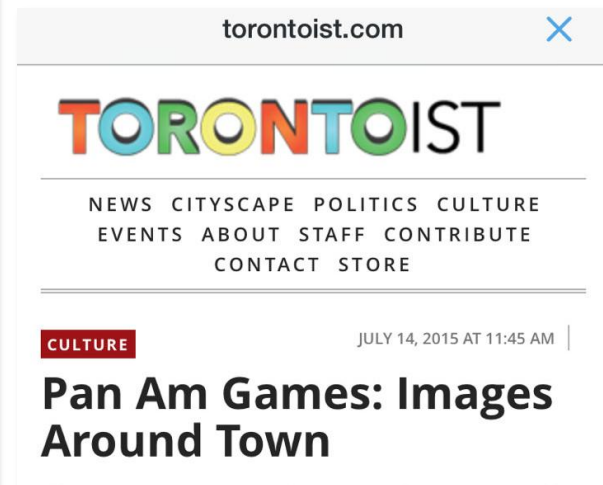 torontoist.com
TORONTOIST
NEWS CITYSCAPE POLITICS CULTURE
EVENTS ABOUT STAFF CONTRIBUTE
CONTACT STORE
CULTURE
JULY 14, 2015 AT 11:45 AM
Pan Am Games: Images
Around Town